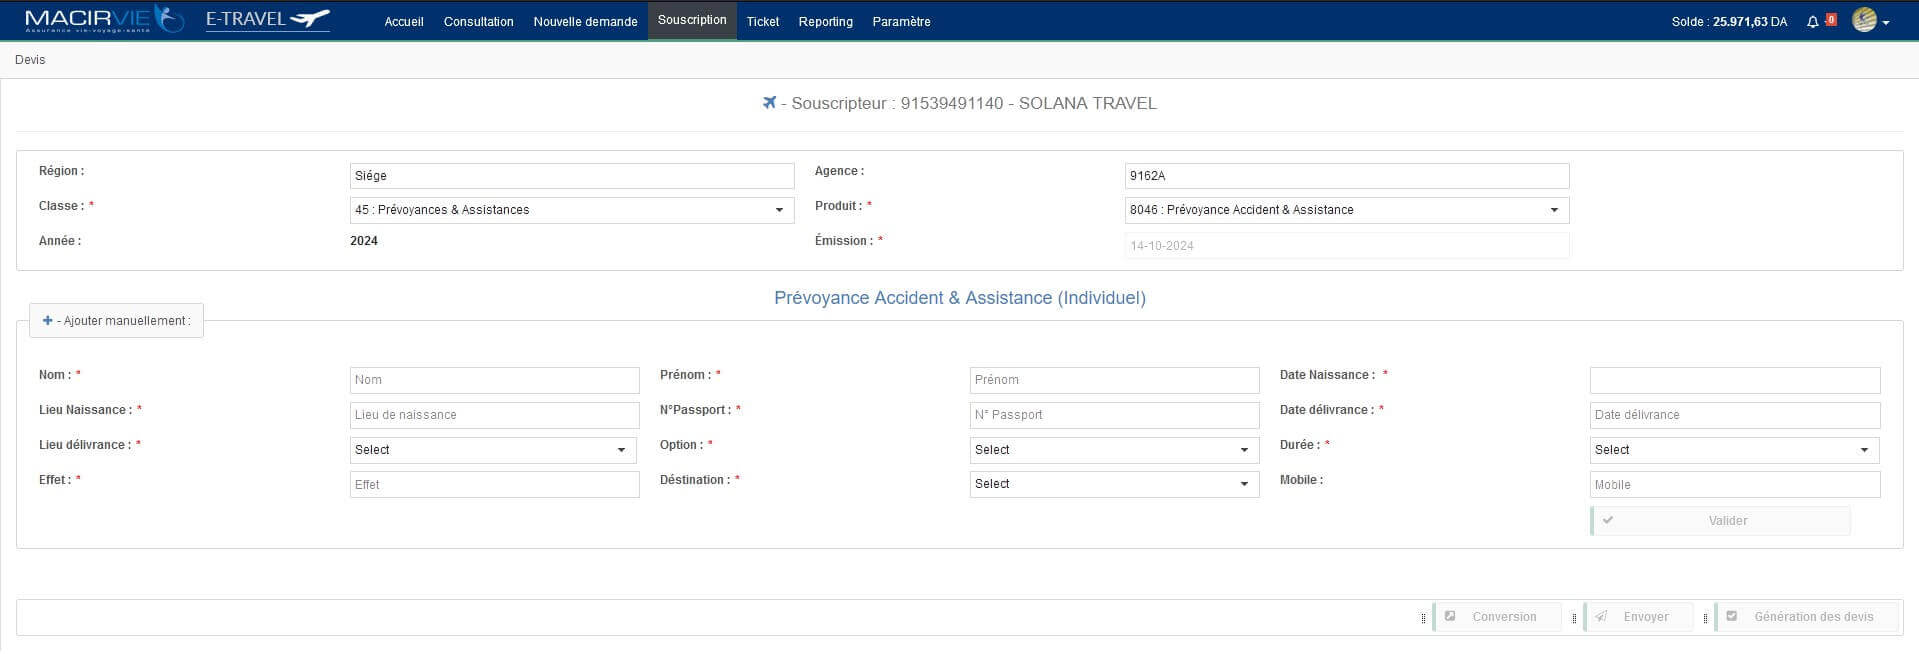 MACIRVIE
Assurance vie-voyage-santé
E-TRAVEL
Accueil Consultation Nouvelle demande Souscription Ticket Reporting Paramètre
Solde : 25.971,63 DA 0
Devis
- Souscripteur : 91539491140 - SOLANA TRAVEL
Région : Siége Agence : 9162A
Classe : * 45 : Prévoyances & Assistances Produit : * 8046 : Prévoyance Accident & Assistance
Année : 2024 Émission : * 14-10-2024
Prévoyance Accident & Assistance (Individuel)
+ - Ajouter manuellement :
Nom : * Nom Prénom : * Prénom Date Naissance : *
Lieu Naissance : * Lieu de naissance N°Passport : * N° Passport Date délivrance : * Date délivrance
Lieu délivrance : * Select Option : * Select Durée : * Select
Effet : * Effet Déstination : * Select Mobile : Mobile
Valider
Conversion Envoyer Génération des devis